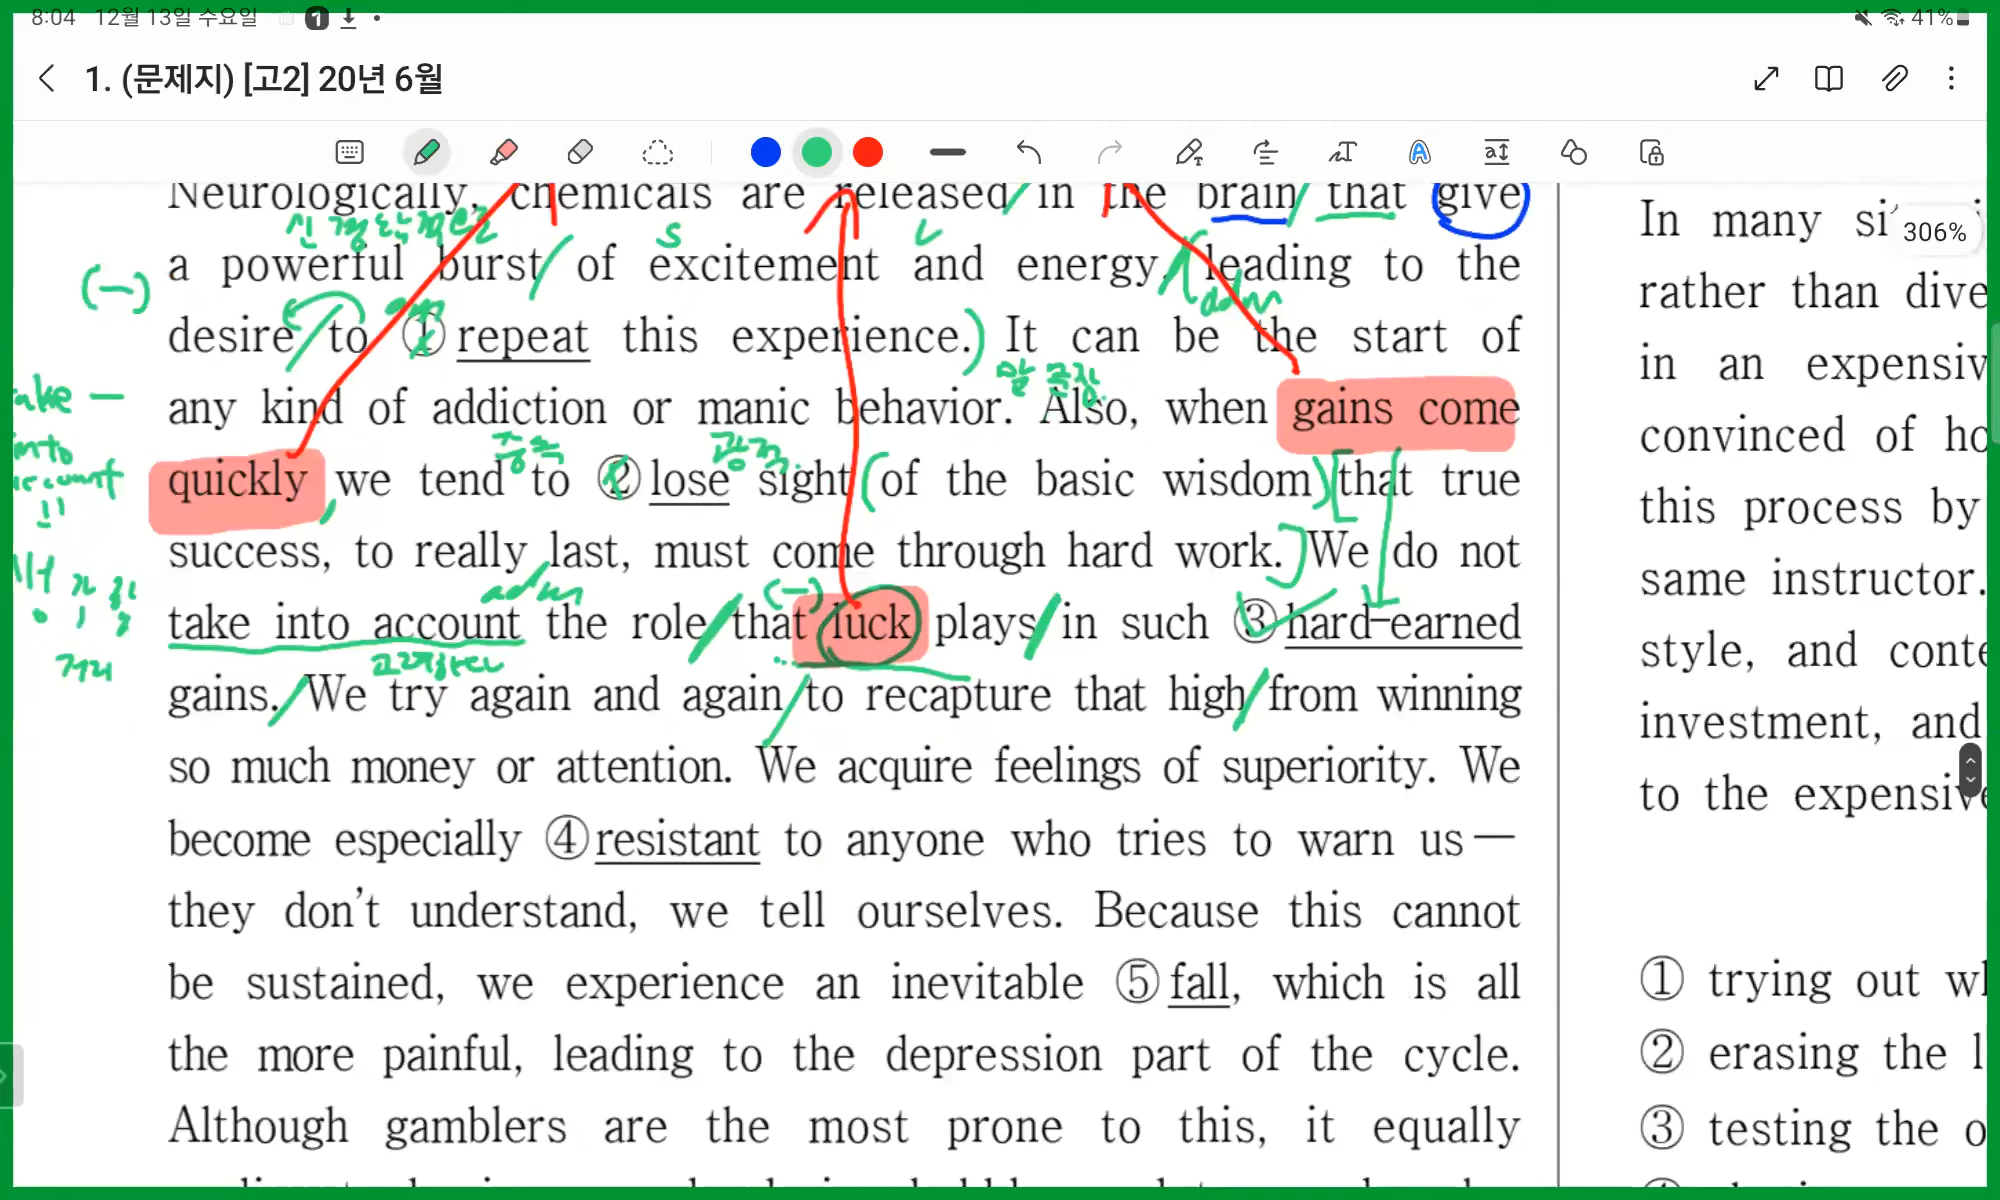 8:04 12월 13일 수요일
41%
1. (문제지) [고2] 20년 6월
306%
Neurologically, chemicals are released in the brain that give
신경학적으로
S
V
a powerful burst of excitement and energy, leading to the
(-)
desire to ① repeat this experience. It can be the start of
any kind of addiction or manic behavior. Also, when gains come
중독
광적
quickly, we tend to ② lose sight of the basic wisdom that true
success, to really last, must come through hard work. We do not
(-)
take into account the role that luck plays in such ③ hard-earned
고려하다
gains. We try again and again to recapture that high from winning
so much money or attention. We acquire feelings of superiority. We
become especially ④ resistant to anyone who tries to warn us—
they don't understand, we tell ourselves. Because this cannot
be sustained, we experience an inevitable ⑤ fall, which is all
the more painful, leading to the depression part of the cycle.
Although gamblers are the most prone to this, it equally
In many
rather than dive
in an expensiv
convinced of ho
this process by
same instructor.
style, and conte
investment, and
to the expensive
① trying out wh
② erasing the l
③ testing the o